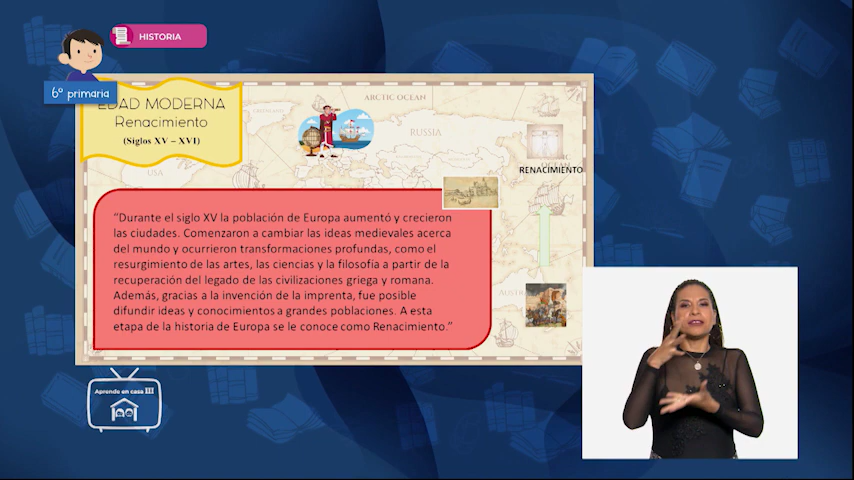 HISTORIA
6º primaria
EDAD MODERNA
Renacimiento
(Siglos XV – XVI)
ARCTIC OCEAN
RUSSIA
USA
RENACIMIENTO
“Durante el siglo XV la población de Europa aumentó y crecieron
las ciudades. Comenzaron a cambiar las ideas medievales acerca
del mundo y ocurrieron transformaciones profundas, como el
resurgimiento de las artes, las ciencias y la filosofía a partir de la
recuperación del legado de las civilizaciones griega y romana.
Además, gracias a la invención de la imprenta, fue posible
difundir ideas y conocimientos a grandes poblaciones. A esta
etapa de la historia de Europa se le conoce como Renacimiento.”
Aprende en casa III